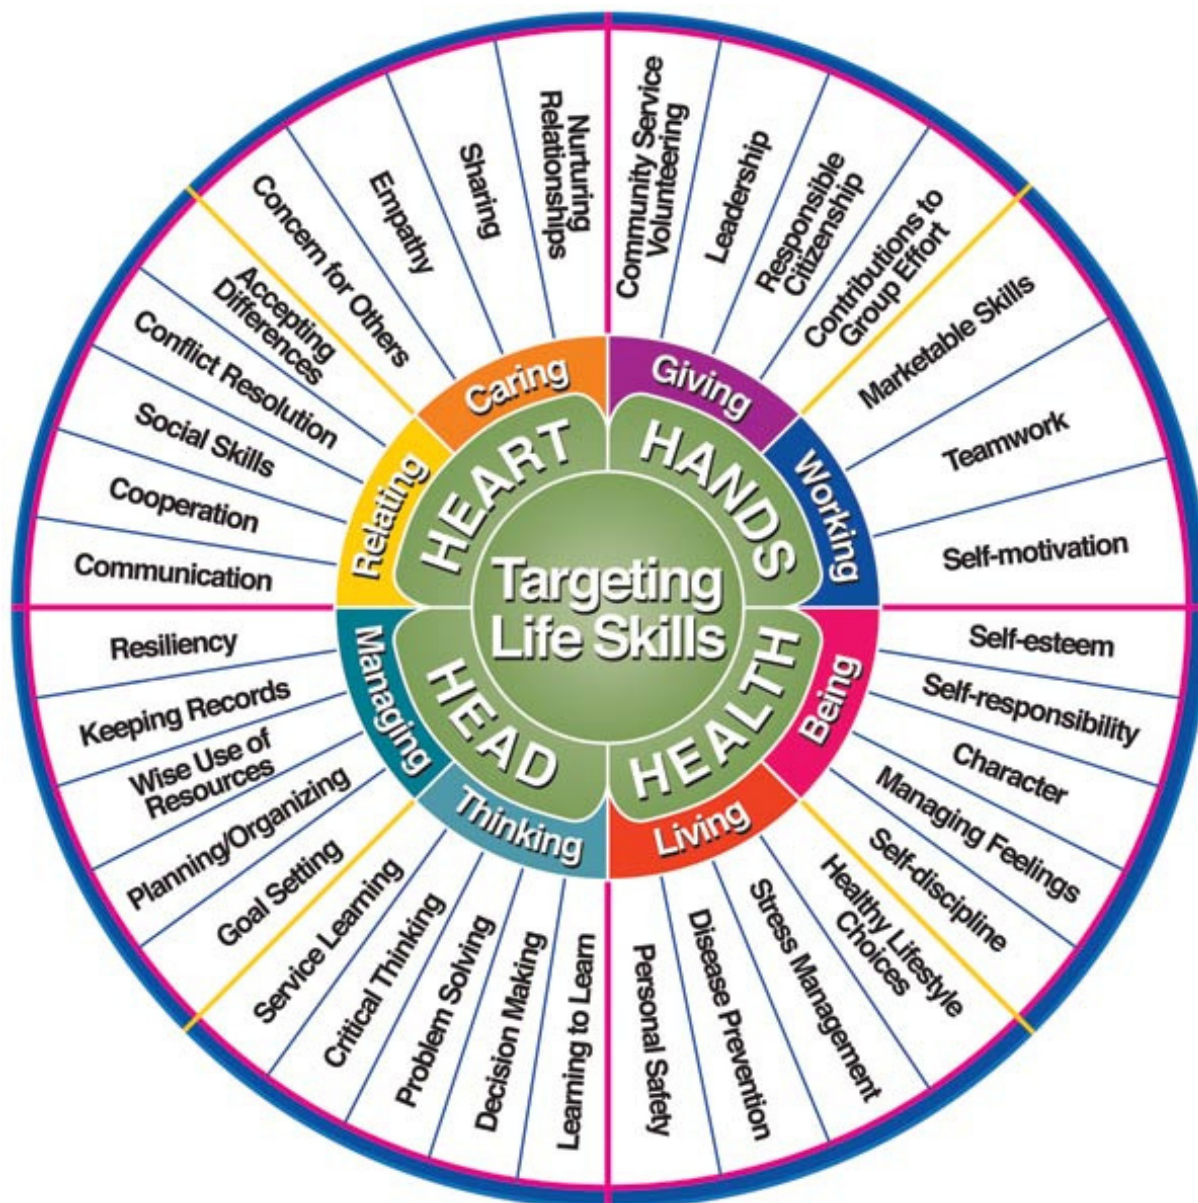 Targeting
Life Skills
HEART
HANDS
HEALTH
HEAD
Caring
Giving
Working
Being
Living
Thinking
Managing
Relating
Community Service
Volunteering
Leadership
Responsible
Citizenship
Contributions to
Group Effort
Marketable Skills
Teamwork
Self-motivation
Self-esteem
Self-responsibility
Character
Managing Feelings
Self-discipline
Healthy Lifestyle
Choices
Stress Management
Disease Prevention
Personal Safety
Learning to Learn
Decision Making
Problem Solving
Critical Thinking
Service Learning
Goal Setting
Planning/Organizing
Wise Use of
Resources
Keeping Records
Resiliency
Communication
Cooperation
Social Skills
Conflict Resolution
Accepting
Differences
Concern for Others
Empathy
Sharing
Nurturing
Relationships